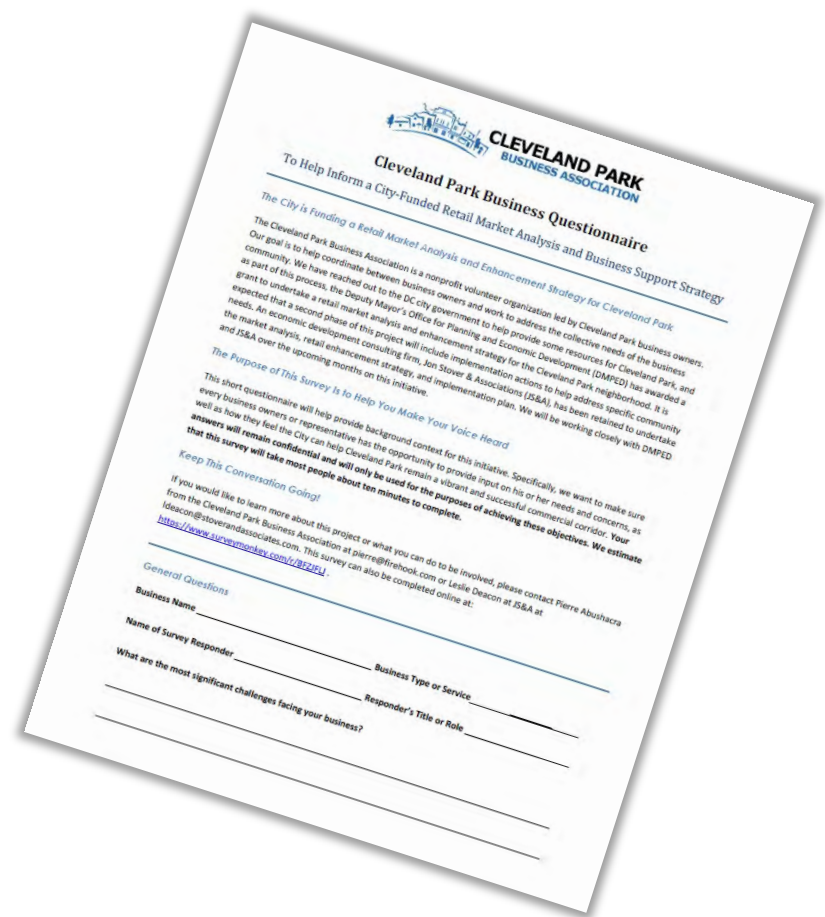 CLEVELAND PARK
BUSINESS ASSOCIATION
Cleveland Park Business Questionnaire
To Help Inform a City-Funded Retail Market Analysis and Business Support Strategy
The City is Funding a Retail Market Analysis and Enhancement Strategy for Cleveland Park
The Cleveland Park Business Association is a nonprofit volunteer organization led by Cleveland Park business owners.
Our goal is to help coordinate between business owners and work to address the collective needs of the business
community. We have reached out to the DC city government to help provide some resources for Cleveland Park, and
as part of this process, the Deputy Mayor's Office for Planning and Economic Development (DMPED) has awarded a
grant to undertake a retail market analysis and enhancement strategy for the Cleveland Park neighborhood. It is
expected that a second phase of this project will include implementation actions to help address specific community
needs. An economic development consulting firm, Jon Stover & Associations (JS&A), has been retained to undertake
the market analysis, retail enhancement strategy, and implementation plan. We will be working closely with DMPED
and JS&A over the upcoming months on this initiative.
The Purpose of This Survey Is to Help You Make Your Voice Heard
This short questionnaire will help provide background context for this initiative. Specifically, we want to make sure
every business owners or representative has the opportunity to provide input on his or her needs and concerns, as
well as how they feel the City can help Cleveland Park remain a vibrant and successful commercial corridor. Your
answers will remain confidential and will only be used for the purposes of achieving these objectives. We estimate
that this survey will take most people about ten minutes to complete.
Keep This Conversation Going!
If you would like to learn more about this project or what you can do to be involved, please contact Pierre Abushacra
from the Cleveland Park Business Association at pierre@firehook.com or Leslie Deacon at JS&A at
ldeacon@stoverandassociates.com. This survey can also be completed online at:
https://www.surveymonkey.com/r/BFZJFLJ .
General Questions
Business Name Business Type or Service
Name of Survey Responder Responder's Title or Role
What are the most significant challenges facing your business?